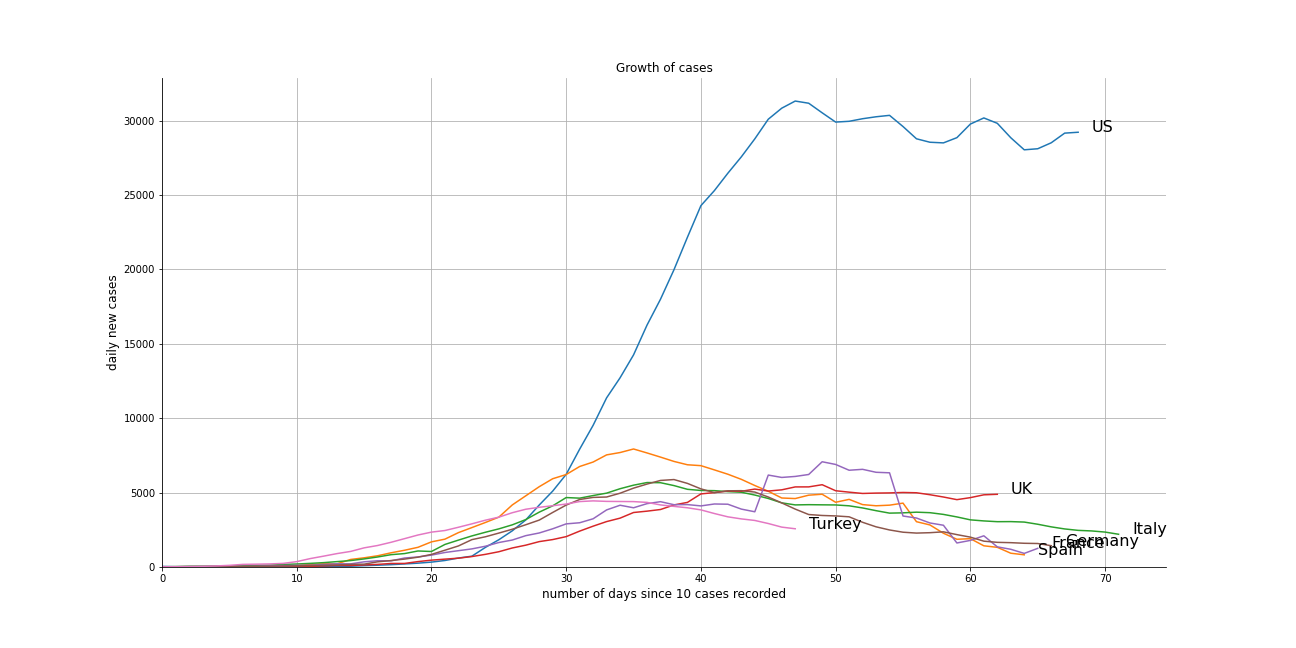 Growth of cases
daily new cases
30000
25000
20000
15000
10000
5000
0
US
UK
Turkey
Italy
France
Germany
Spain
0 10 20 30 40 50 60 70
number of days since 10 cases recorded